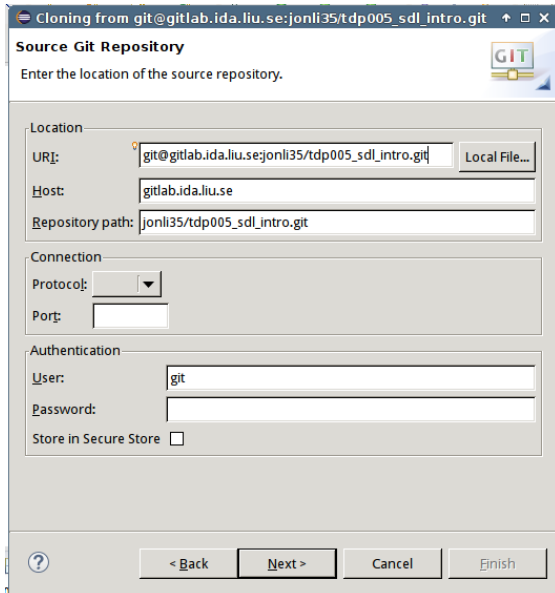 Cloning from git@gitlab.ida.liu.se:jonli35/tdp005_sdl_intro.git
Source Git Repository
Enter the location of the source repository.
GIT
Location
URI: git@gitlab.ida.liu.se:jonli35/tdp005_sdl_intro.git Local File...
Host: gitlab.ida.liu.se
Repository path: jonli35/tdp005_sdl_intro.git
Connection
Protocol:
Port:
Authentication
User: git
Password:
Store in Secure Store
? < Back Next > Cancel Finish